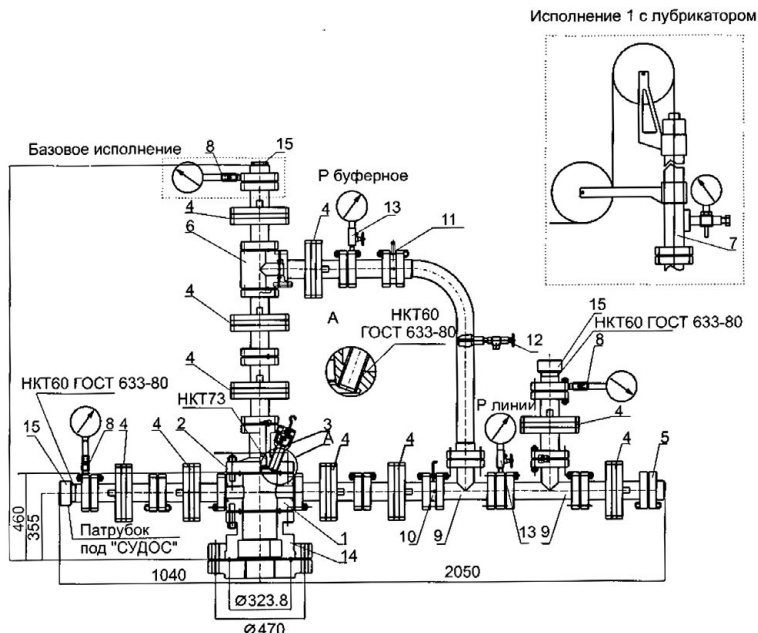 Исполнение 1 с лубрикатором
Базовое исполнение
8
15
Р буферное
4
4
13
11
6
7
А
НКТ60
ГОСТ 633-80
4
12
15
НКТ60 ГОСТ 633-80
8
4
НКТ60 ГОСТ 633-80
НКТ73
Р линии
4
15
8
4
4
2
3
А
4
4
4
5
460
355
Патрубок
под "СУДОС"
1
14
10
9
13
9
1040
2050
Ø323.8
Ø470